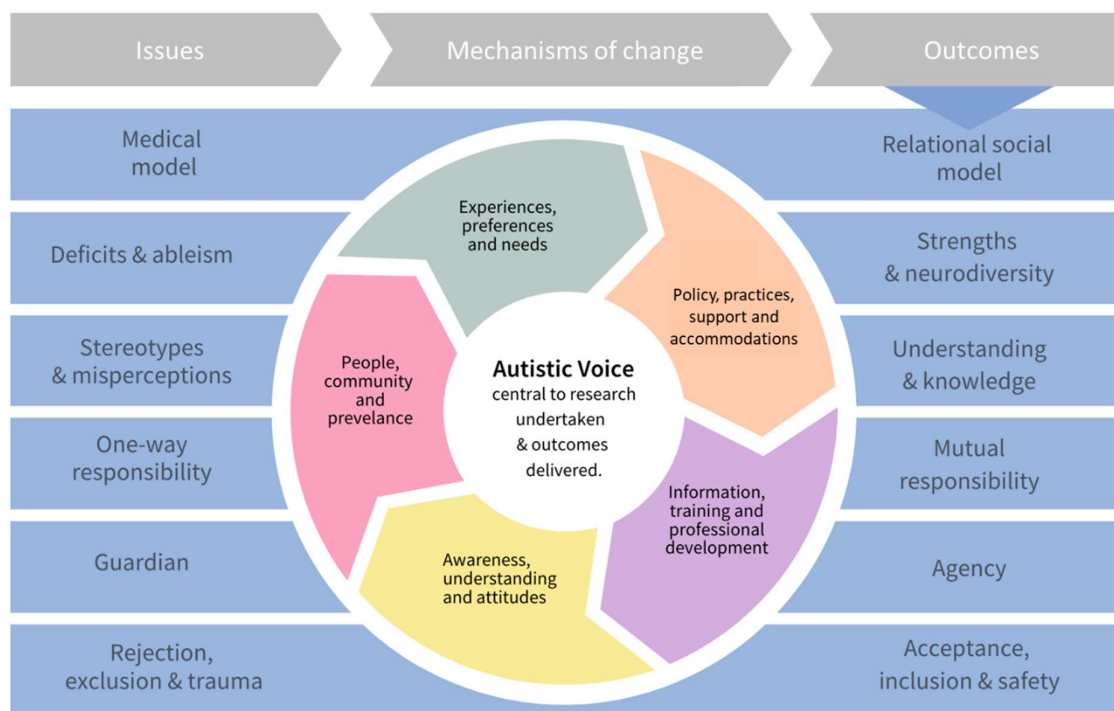 Issues
Mechanisms of change
Outcomes
Medical
model
Deficits & ableism
Stereotypes
& misperceptions
One-way
responsibility
Guardian
Rejection,
exclusion & trauma
Experiences,
preferences
and needs
Policy, practices,
support and
accommodations
Information,
training and
professional
development
Awareness,
understanding
and attitudes
People,
community
and
prevelance
Autistic Voice
central to research
undertaken
& outcomes
delivered.
Relational social
model
Strengths
& neurodiversity
Understanding
& knowledge
Mutual
responsibility
Agency
Acceptance,
inclusion & safety